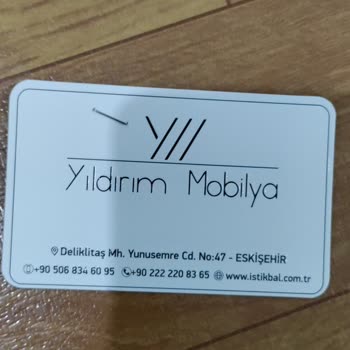 Yıldırım Mobilya
Deliklitaş Mh. Yunusemre Cd. No:47 - ESKİŞEHİR
+90 506 834 60 95 +90 222 220 83 65 www.istikbal.com.tr